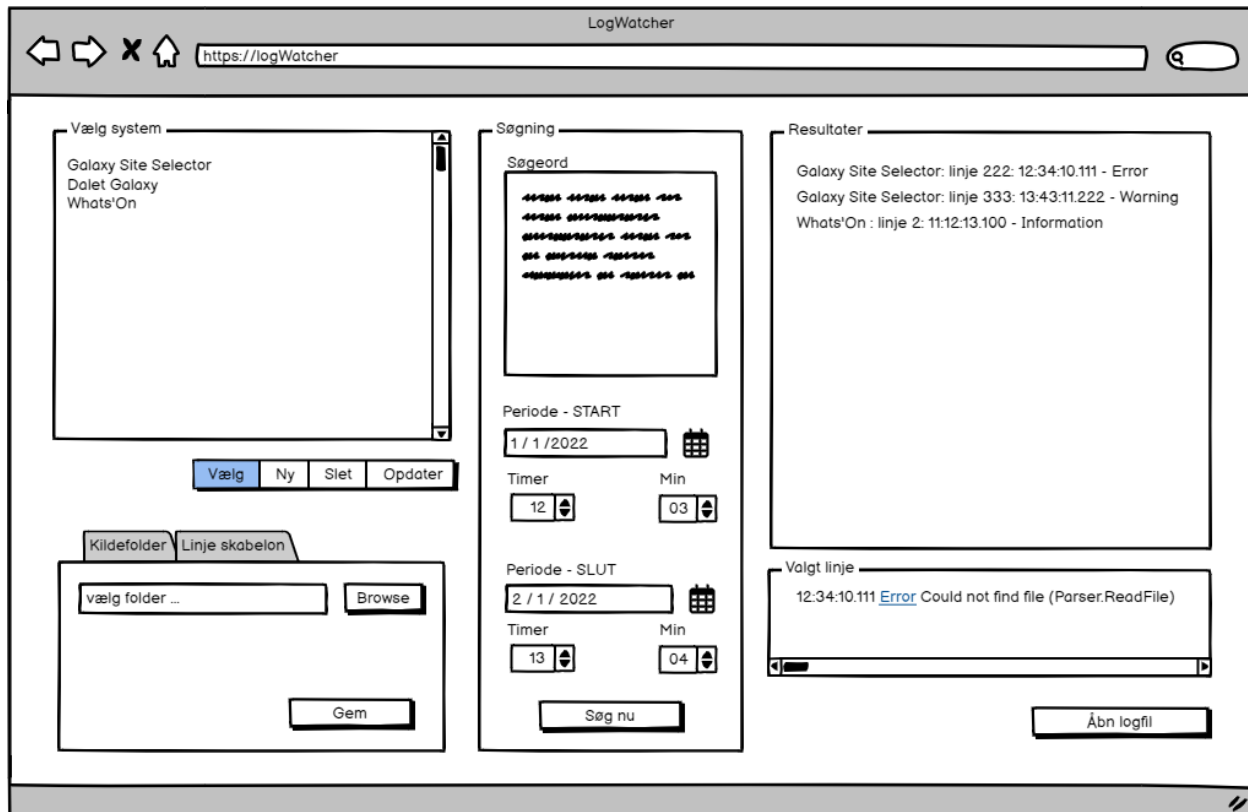 LogWatcher
https://logWatcher
Vælg system
Galaxy Site Selector
Dalet Galaxy
Whats'On
Vælg
Ny
Slet
Opdater
Kildefolder
Linje skabelon
vælg folder ...
Browse
Gem
Søgning
Søgeord
Periode - START
1 / 1 /2022
Timer
Min
12
03
Periode - SLUT
2 / 1 / 2022
Timer
Min
13
04
Søg nu
Resultater
Galaxy Site Selector: linje 222: 12:34:10.111 - Error
Galaxy Site Selector: linje 333: 13:43:11.222 - Warning
Whats'On : linje 2: 11:12:13.100 - Information
Valgt linje
12:34:10.111 Error Could not find file (Parser.ReadFile)
Åbn logfil